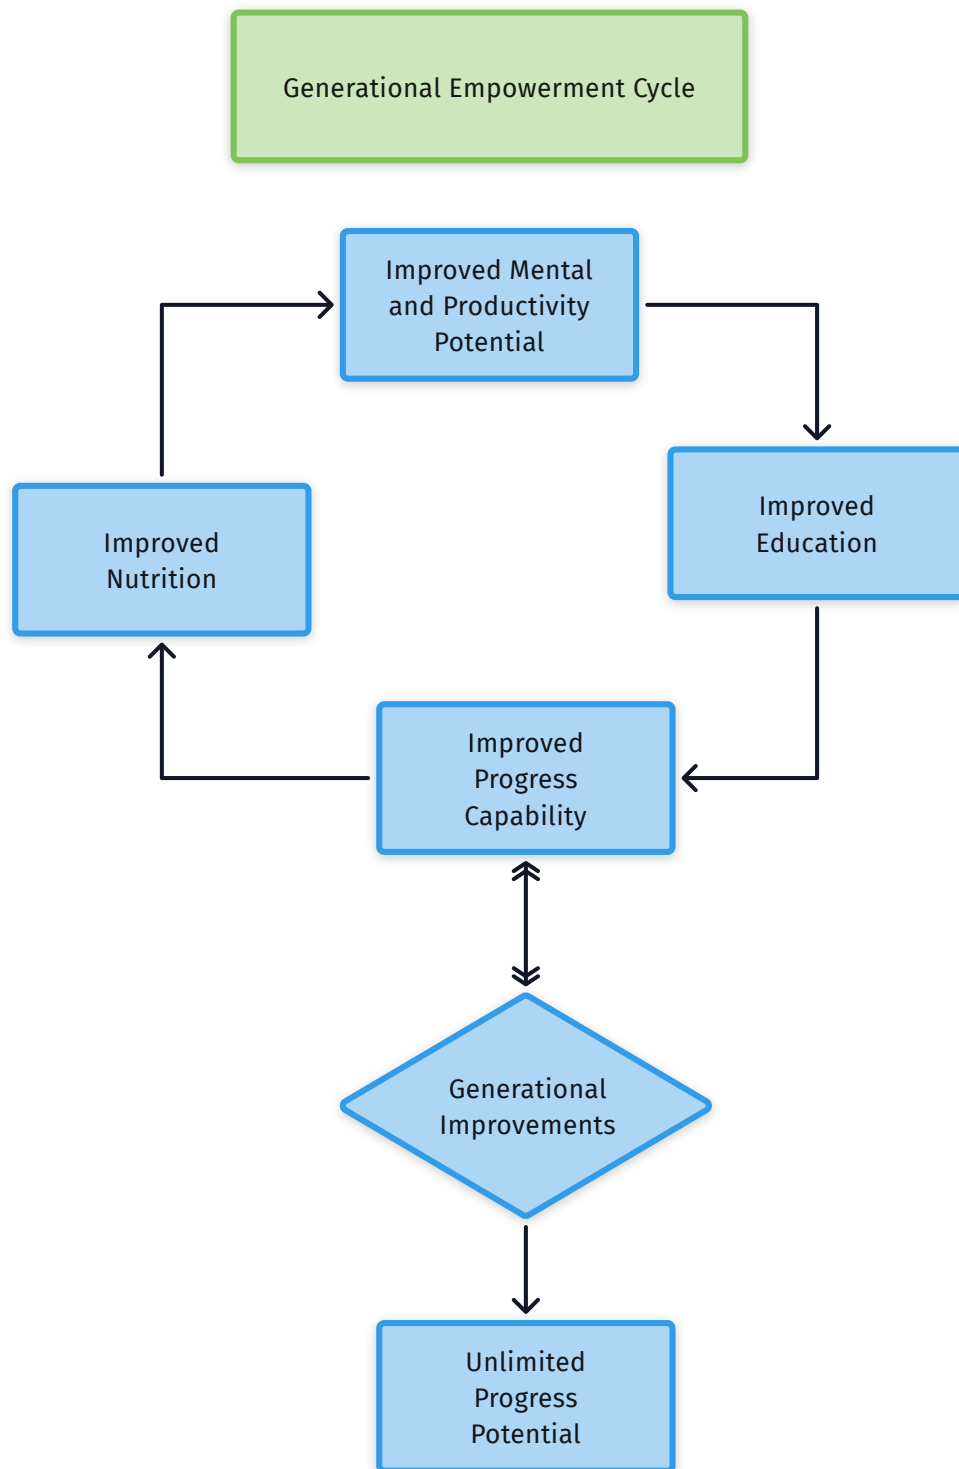 Generational Empowerment Cycle
Improved Mental
and Productivity
Potential
Improved
Education
Improved
Nutrition
Improved
Progress
Capability
Generational
Improvements
Unlimited
Progress
Potential